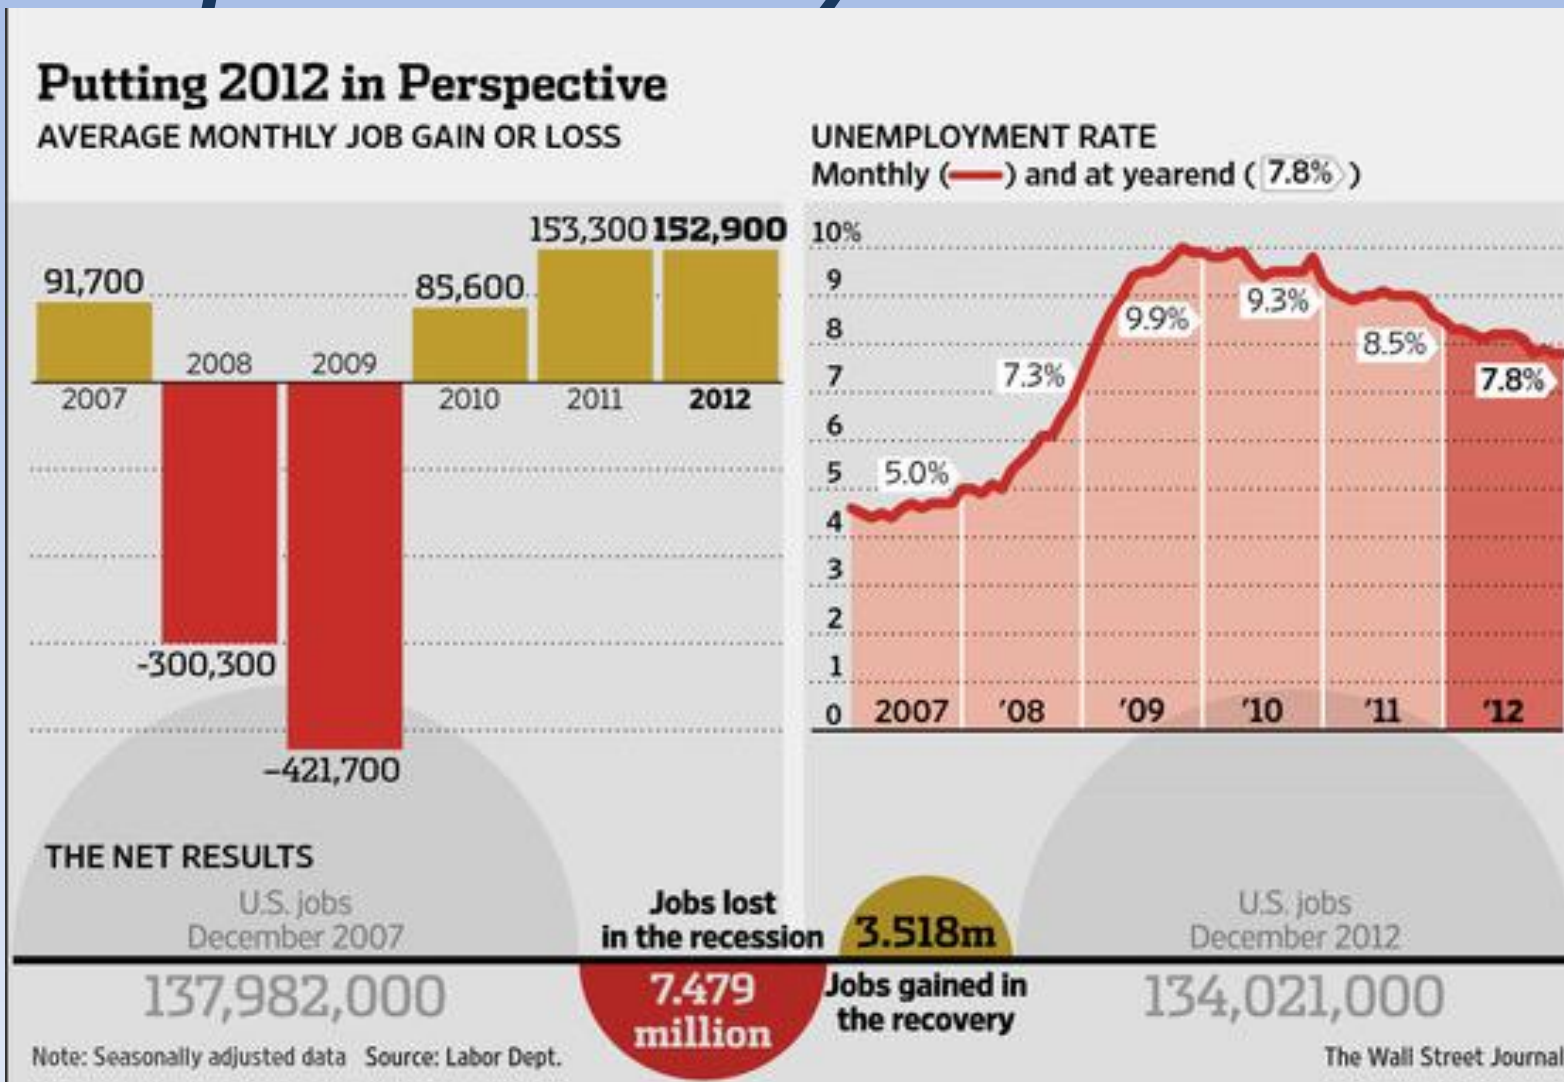 Putting 2012 in Perspective
AVERAGE MONTHLY JOB GAIN OR LOSS
91,700
2007
2008
-300,300
2009
–421,700
85,600
2010
153,300
2011
152,900
2012
UNEMPLOYMENT RATE
Monthly (—) and at yearend ( 7.8% )
10%
9
8
7
6
5
4
3
2
1
0
5.0%
7.3%
9.9%
9.3%
8.5%
7.8%
2007
'08
'09
'10
'11
'12
THE NET RESULTS
U.S. jobs
December 2007
137,982,000
Jobs lost
in the recession
7.479
million
3.518m
Jobs gained in
the recovery
U.S. jobs
December 2012
134,021,000
Note: Seasonally adjusted data Source: Labor Dept.
The Wall Street Journal